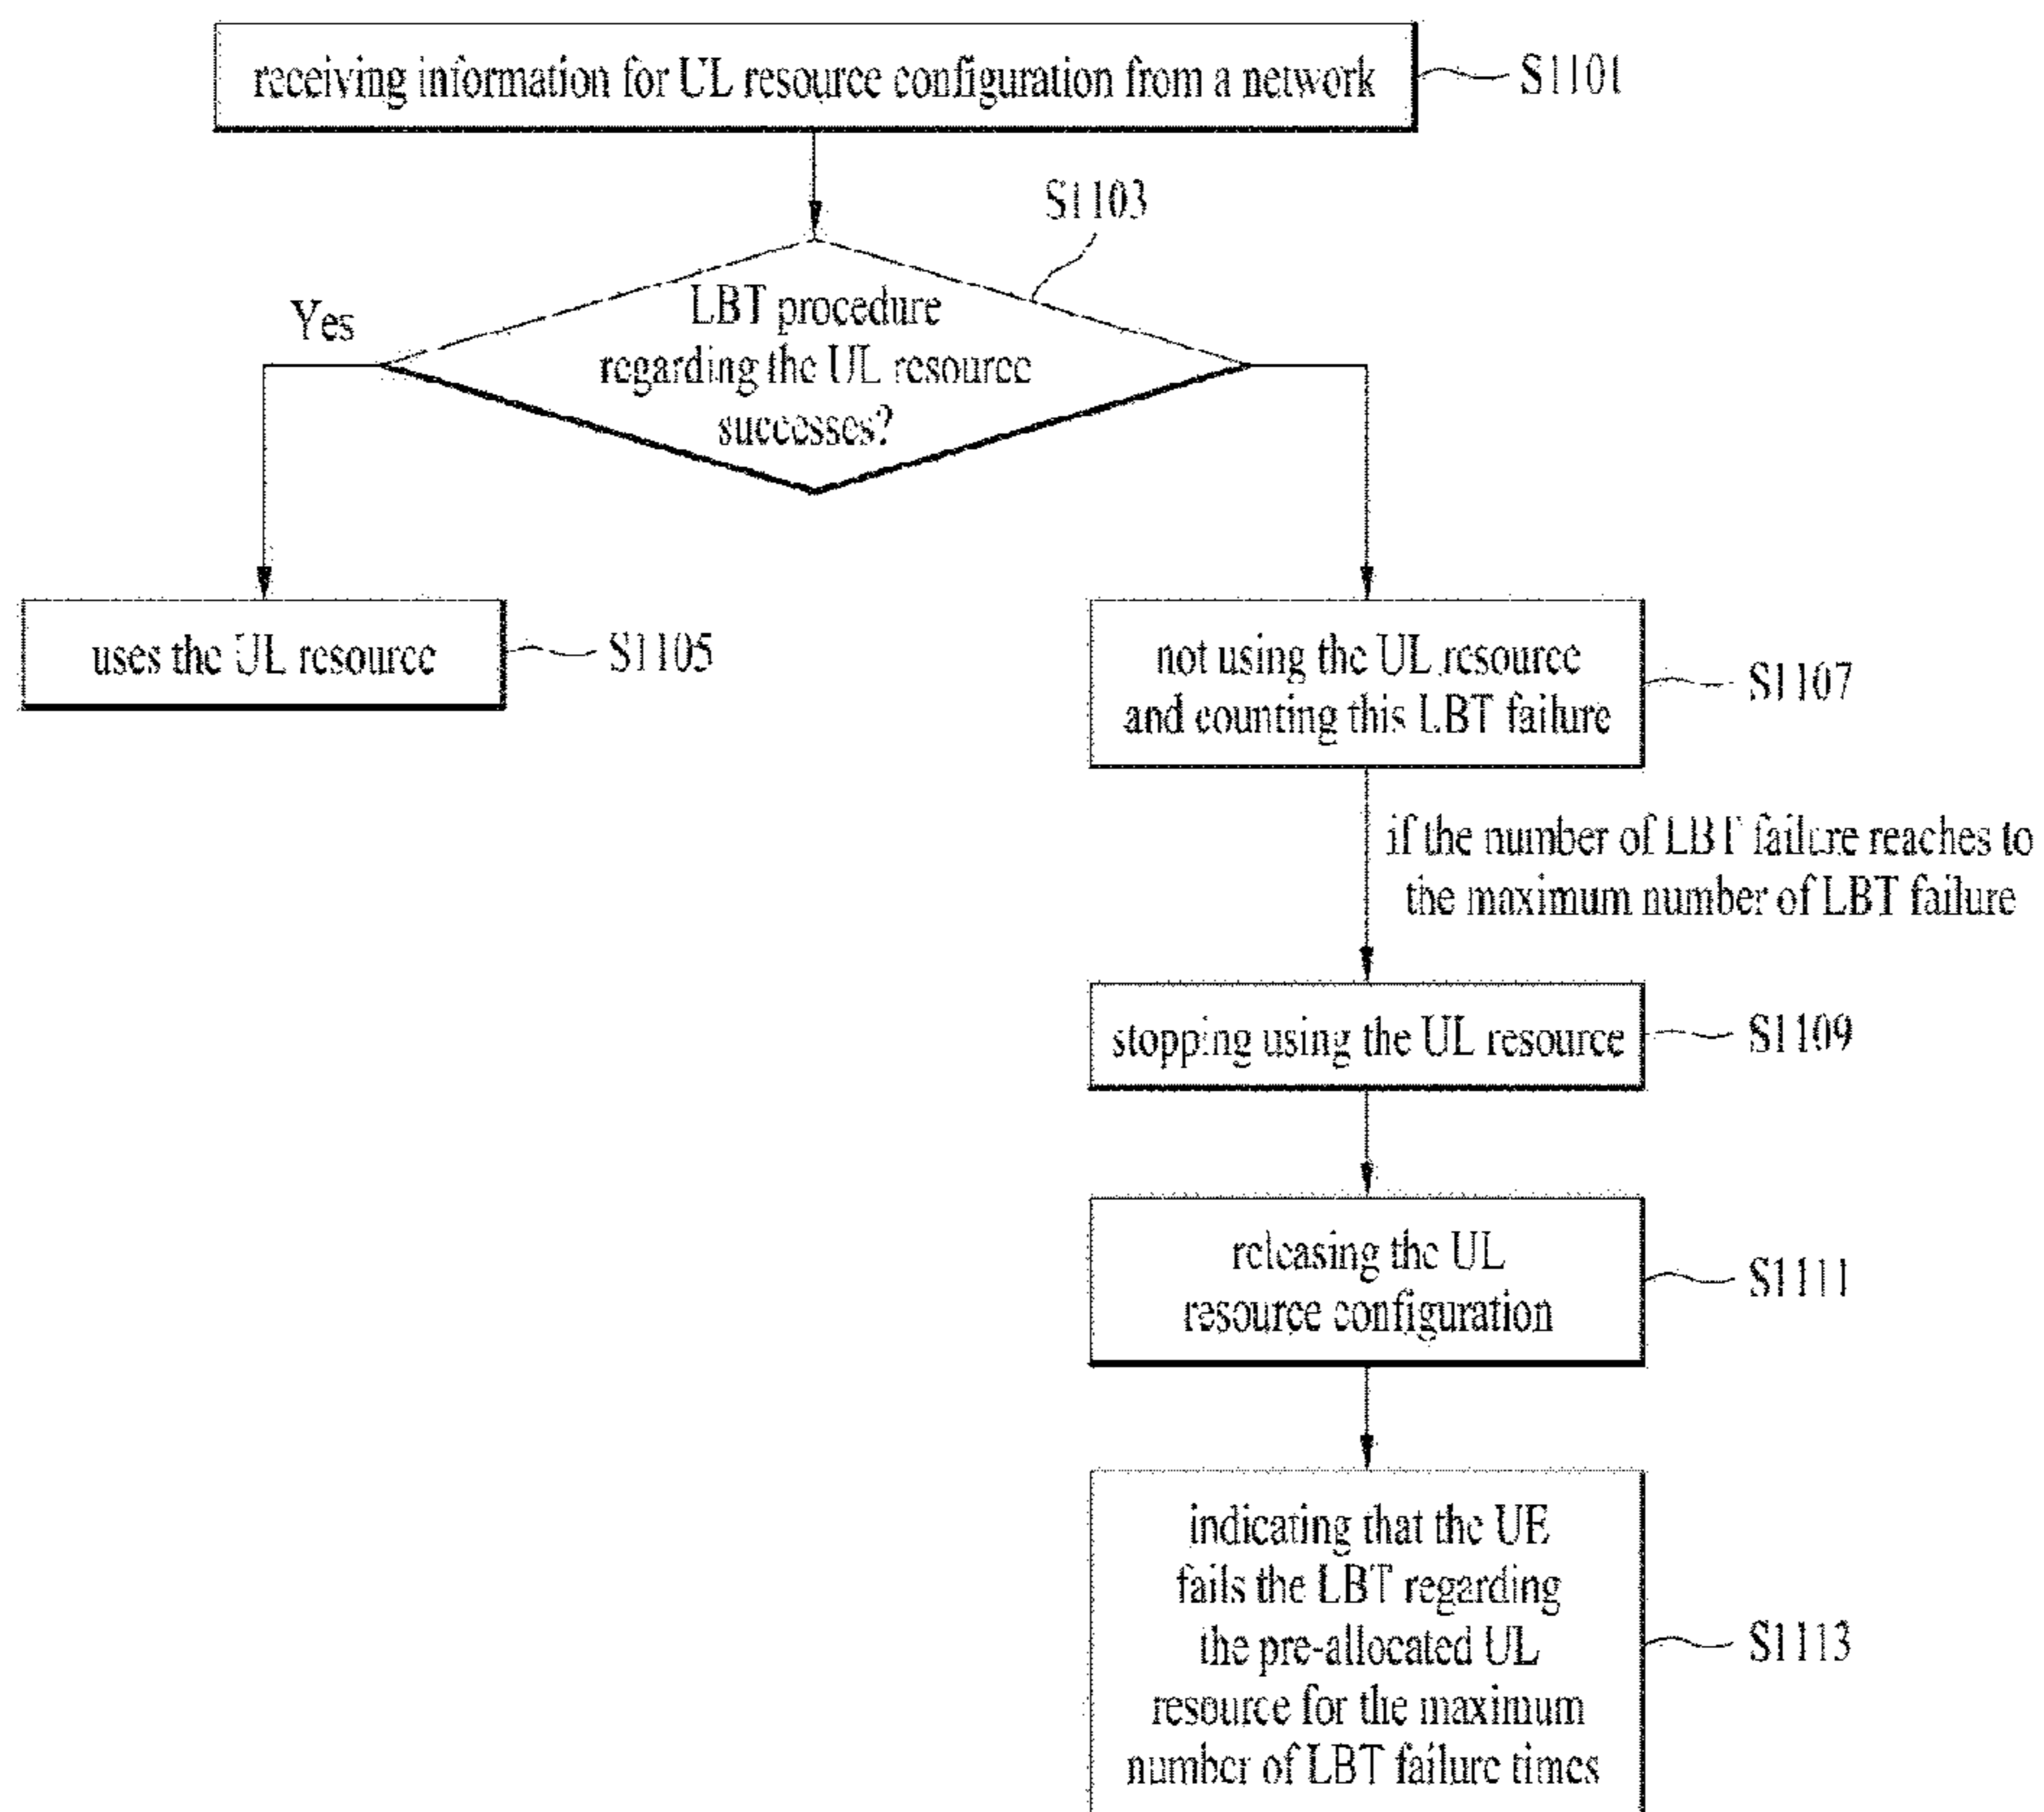 receiving information for UL resource configuration from a network
S1101
S1103
LBT procedure
regarding the UL resource
successes?
Yes
uses the UL resource
S1105
not using the UL resource
and counting this LBT failure
S1107
if the number of LBT failure reaches to
the maximum number of LBT failure
stopping using the UL resource
S1109
releasing the UL
resource configuration
S1111
indicating that the UE
fails the LBT regarding
the pre-allocated UL
resource for the maximum
number of LBT failure times
S1113